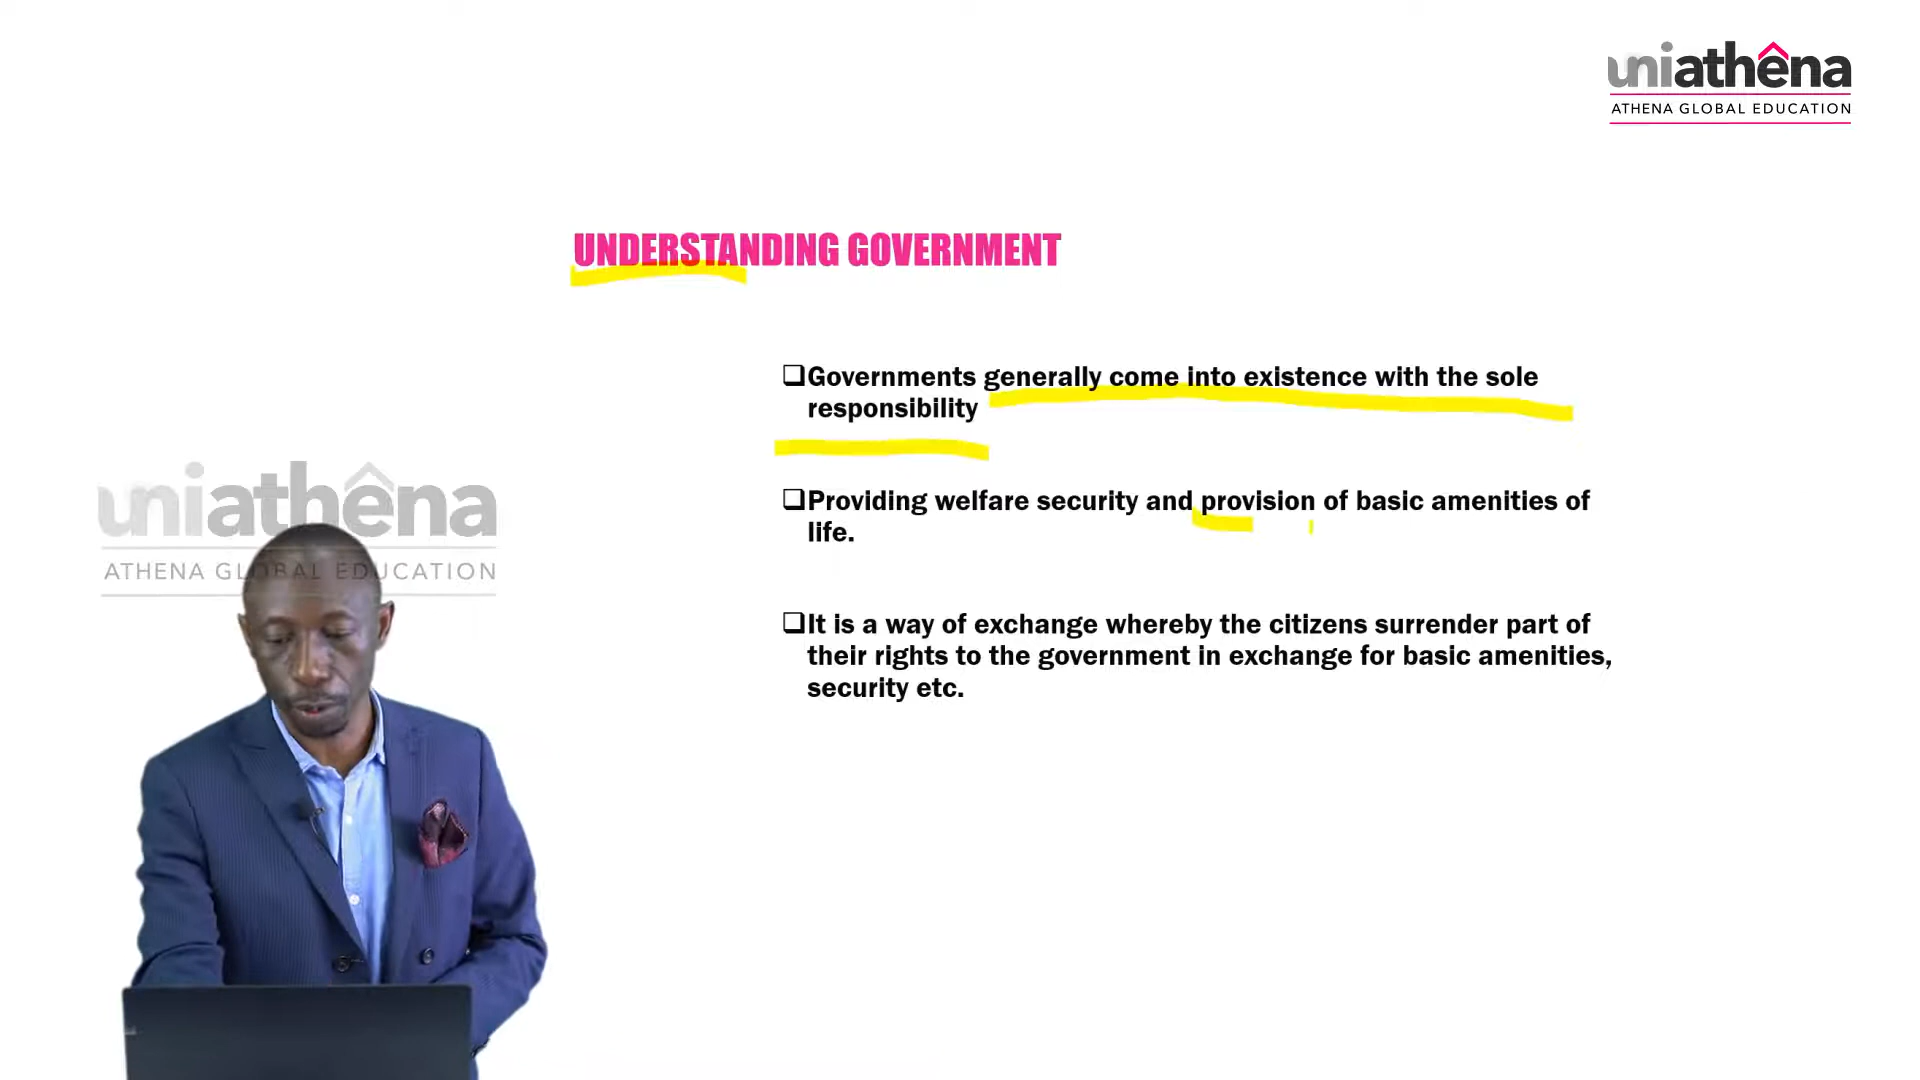 uniathêna
ATHENA GLOBAL EDUCATION
UNDERSTANDING GOVERNMENT
❑Governments generally come into existence with the sole
responsibility
❑Providing welfare security and provision of basic amenities of
life.
❑It is a way of exchange whereby the citizens surrender part of
their rights to the government in exchange for basic amenities,
security etc.
uniathêna
ATHENA GLOBAL EDUCATION